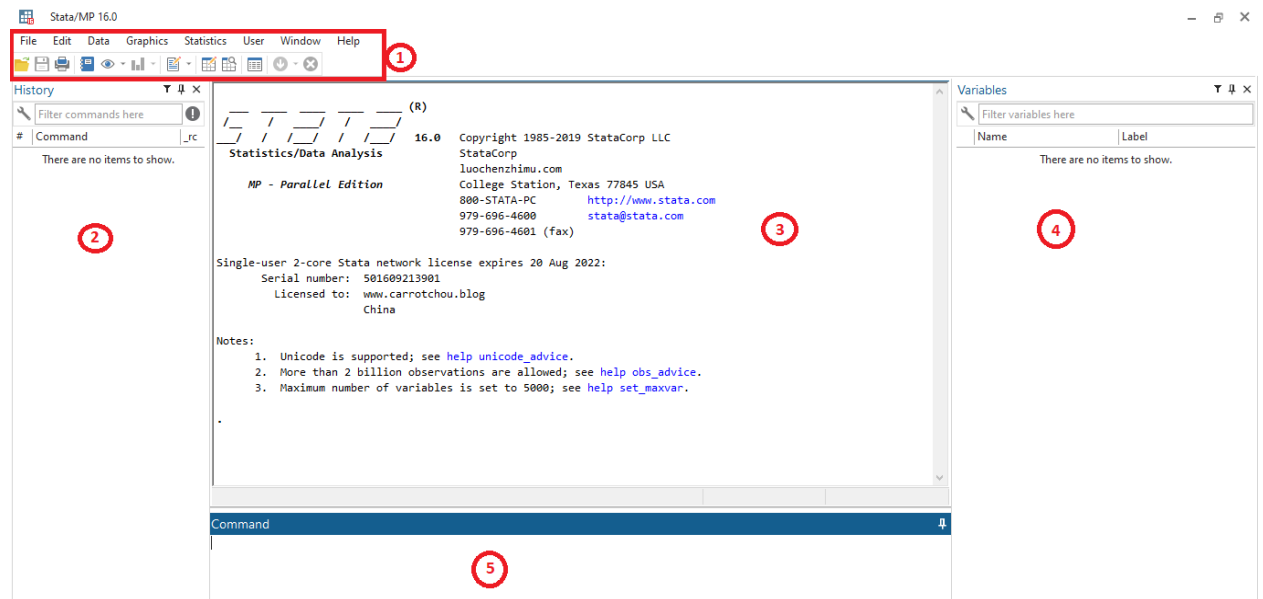 Stata/MP 16.0
File Edit Data Graphics Statistics User Window Help
1
History
Filter commands here
# Command _rc
There are no items to show.
2
(R)
16.0 Copyright 1985-2019 StataCorp LLC
Statistics/Data Analysis StataCorp
luochenzhimu.com
MP - Parallel Edition College Station, Texas 77845 USA
800-STATA-PC http://www.stata.com
979-696-4600 stata@stata.com
979-696-4601 (fax)
3
Single-user 2-core Stata network license expires 20 Aug 2022:
Serial number: 501609213901
Licensed to: www.carrotchou.blog
China
Notes:
1. Unicode is supported; see help unicode_advice.
2. More than 2 billion observations are allowed; see help obs_advice.
3. Maximum number of variables is set to 5000; see help set_maxvar.
.
Variables
Filter variables here
Name Label
There are no items to show.
4
Command
5